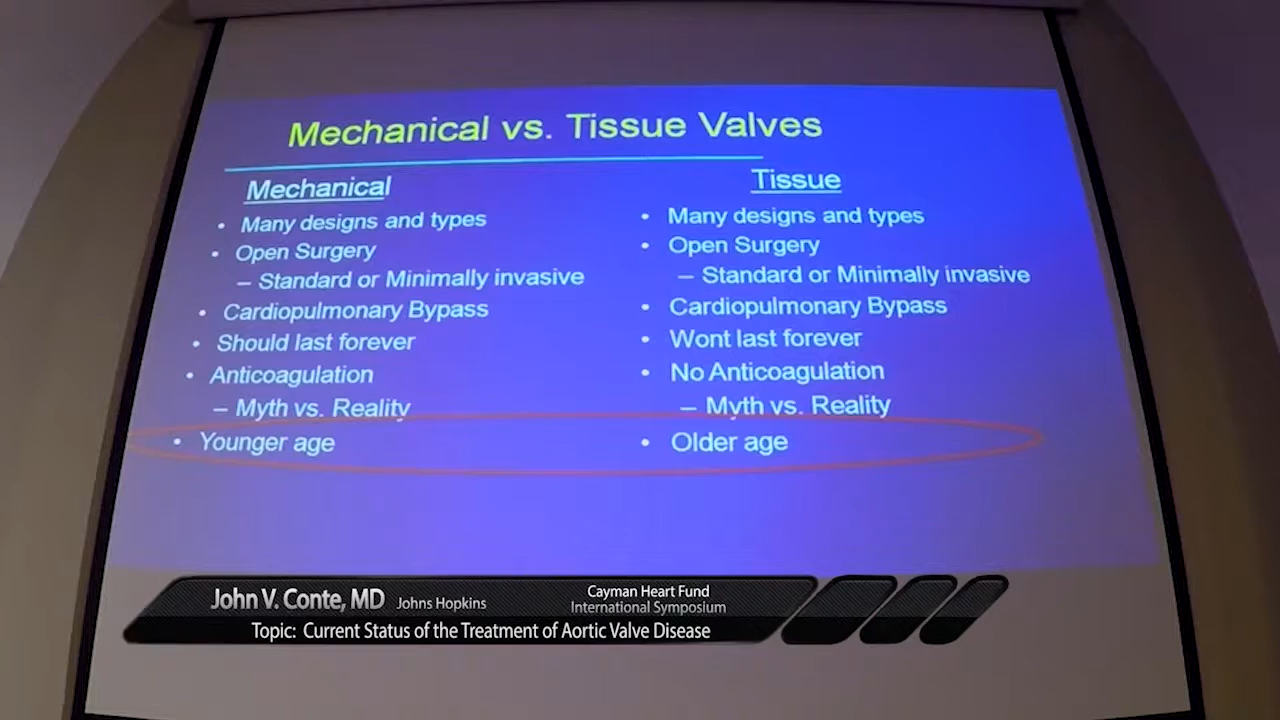 Mechanical vs. Tissue Valves
Mechanical
• Many designs and types
• Open Surgery
– Standard or Minimally invasive
• Cardiopulmonary Bypass
• Should last forever
• Anticoagulation
– Myth vs. Reality
• Younger age
Tissue
• Many designs and types
• Open Surgery
– Standard or Minimally invasive
• Cardiopulmonary Bypass
• Wont last forever
• No Anticoagulation
– Myth vs. Reality
• Older age
John V. Conte, MD Johns Hopkins
Cayman Heart Fund
International Symposium
Topic: Current Status of the Treatment of Aortic Valve Disease